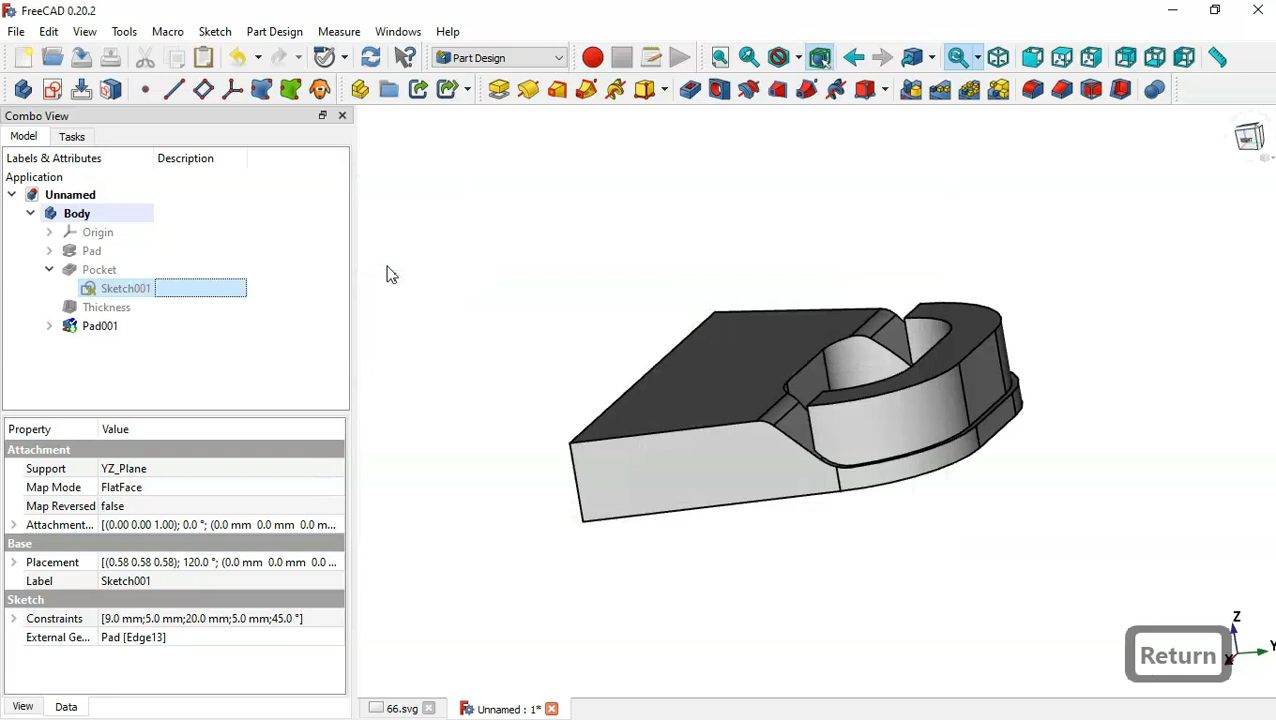 FreeCAD 0.20.2
File Edit View Tools Macro Sketch Part Design Measure Windows Help
Part Design
Combo View
Model Tasks
Labels & Attributes Description
Application
Unnamed
Body
Origin
Pad
Pocket
Sketch001
Thickness
Pad001
Property Value
Attachment
Support YZ_Plane
Map Mode FlatFace
Map Reversed false
Attachment... [(0.00 0.00 1.00); 0.0 °; (0.0 mm 0.0 mm 0.0 m...
Base
Placement [(0.58 0.58 0.58); 120.0 °; (0.0 mm 0.0 mm 0.0 ...
Label Sketch001
Sketch
Constraints [9.0 mm;5.0 mm;20.0 mm;5.0 mm;45.0 °]
External Ge... Pad [Edge13]
View Data
66.svg Unnamed : 1*
RIGHT
Z
Y
X
Return